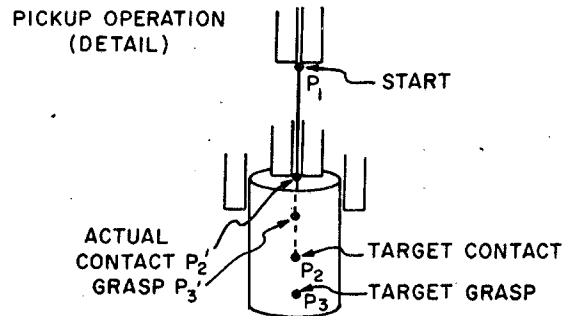 PICKUP OPERATION
(DETAIL)
P1
START
ACTUAL
CONTACT P2'
GRASP P3'
TARGET CONTACT
P2
TARGET GRASP
P3